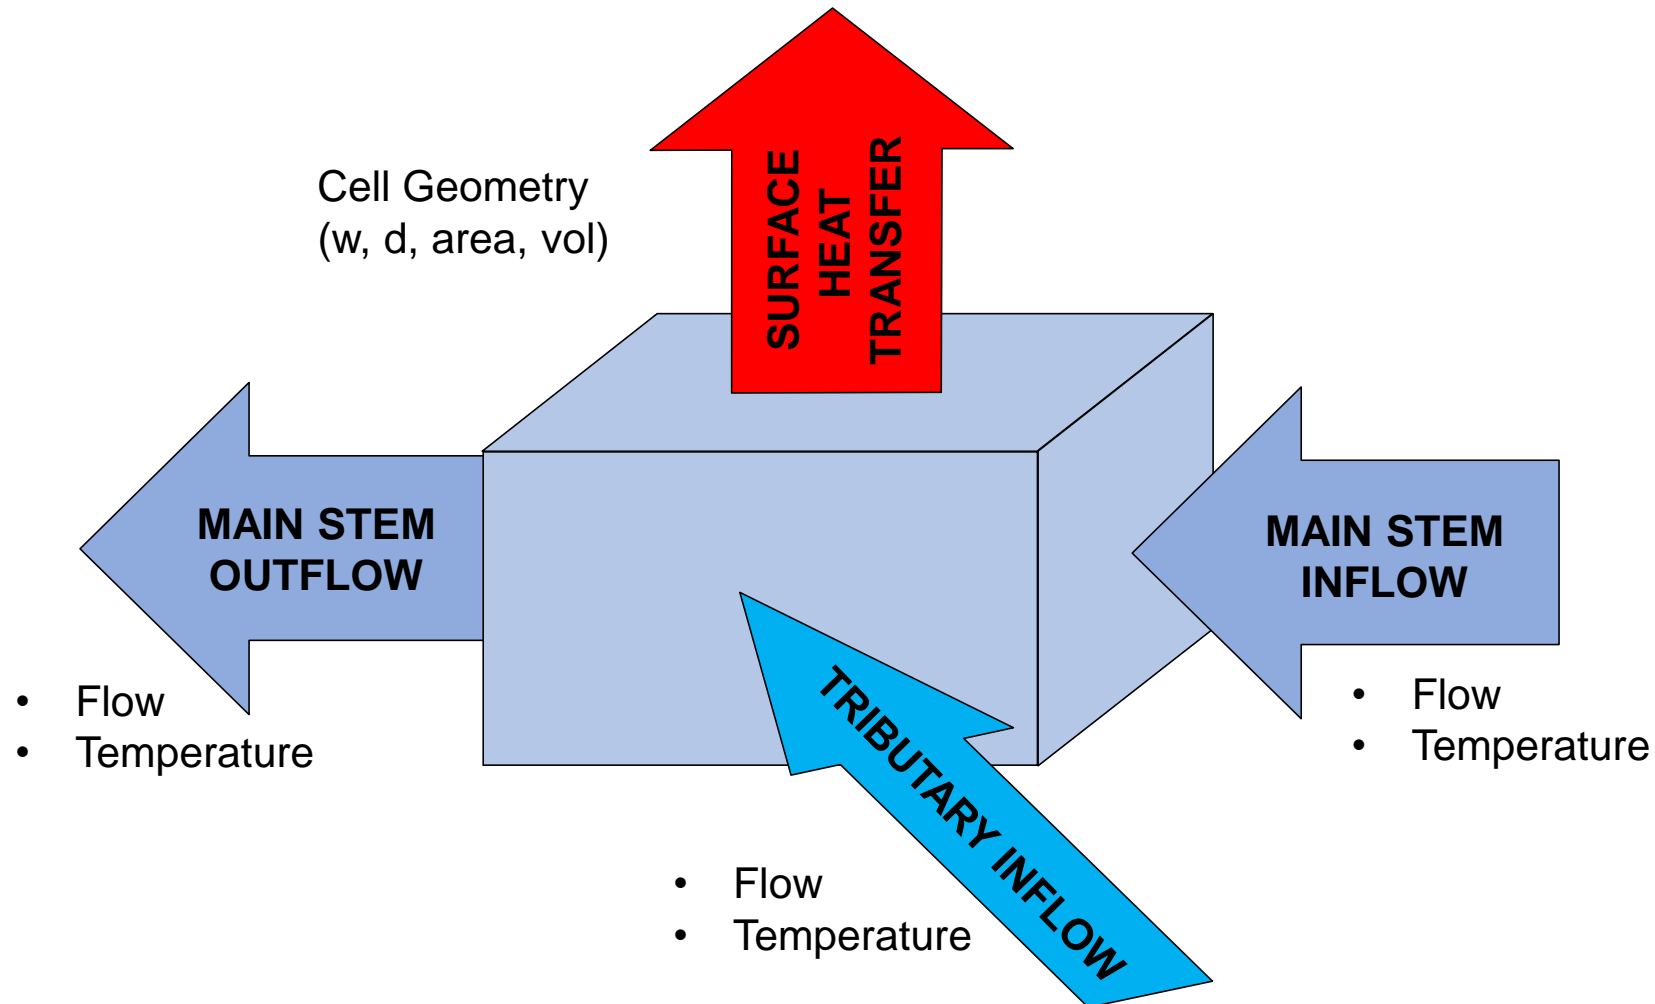 Cell Geometry
(w, d, area, vol)
SURFACE
HEAT
TRANSFER
MAIN STEM
OUTFLOW
MAIN STEM
INFLOW
• Flow
• Temperature
• Flow
• Temperature
TRIBUTARY INFLOW
• Flow
• Temperature